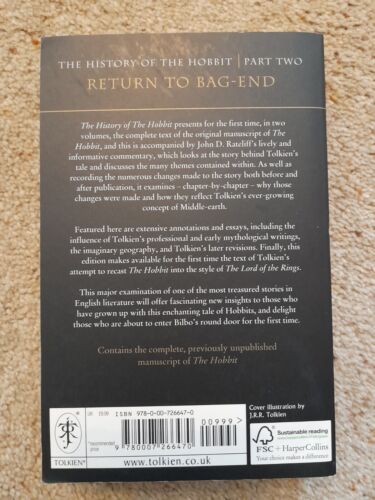 THE HISTORY OF THE HOBBIT | PART TWO
RETURN TO BAG-END
The History of The Hobbit presents for the first time, in two
volumes, the complete text of the original manuscript of The
Hobbit, and this is accompanied by John D. Rateliff's lively and
informative commentary, which looks at the story behind Tolkien's
tale and discusses the many themes contained within. As well as
recording the numerous changes made to the story both before and
after publication, it examines – chapter-by-chapter – why those
changes were made and how they reflect Tolkien's ever-growing
concept of Middle-earth.
Featured here are extensive annotations and essays, including the
influence of Tolkien's professional and early mythological writings,
the imaginary geography, and Tolkien's later revisions. Finally, this
edition makes available for the first time the text of Tolkien's
attempt to recast The Hobbit into the style of The Lord of the Rings.
This major examination of one of the most treasured stories in
English literature will offer fascinating new insights to those who
have grown up with this enchanting tale of Hobbits, and delight
those who are about to enter Bilbo's round door for the first time.
Contains the complete, previously unpublished
manuscript of The Hobbit
UK £9.99
ISBN 978-0-00-726647-0
00999>
*recommended
price
9 780007 266470
TOLKIEN®
www.tolkien.co.uk
Cover illustration by
J.R.R. Tolkien
Sustainable reading
FSC + HarperCollins
Your choice makes a difference